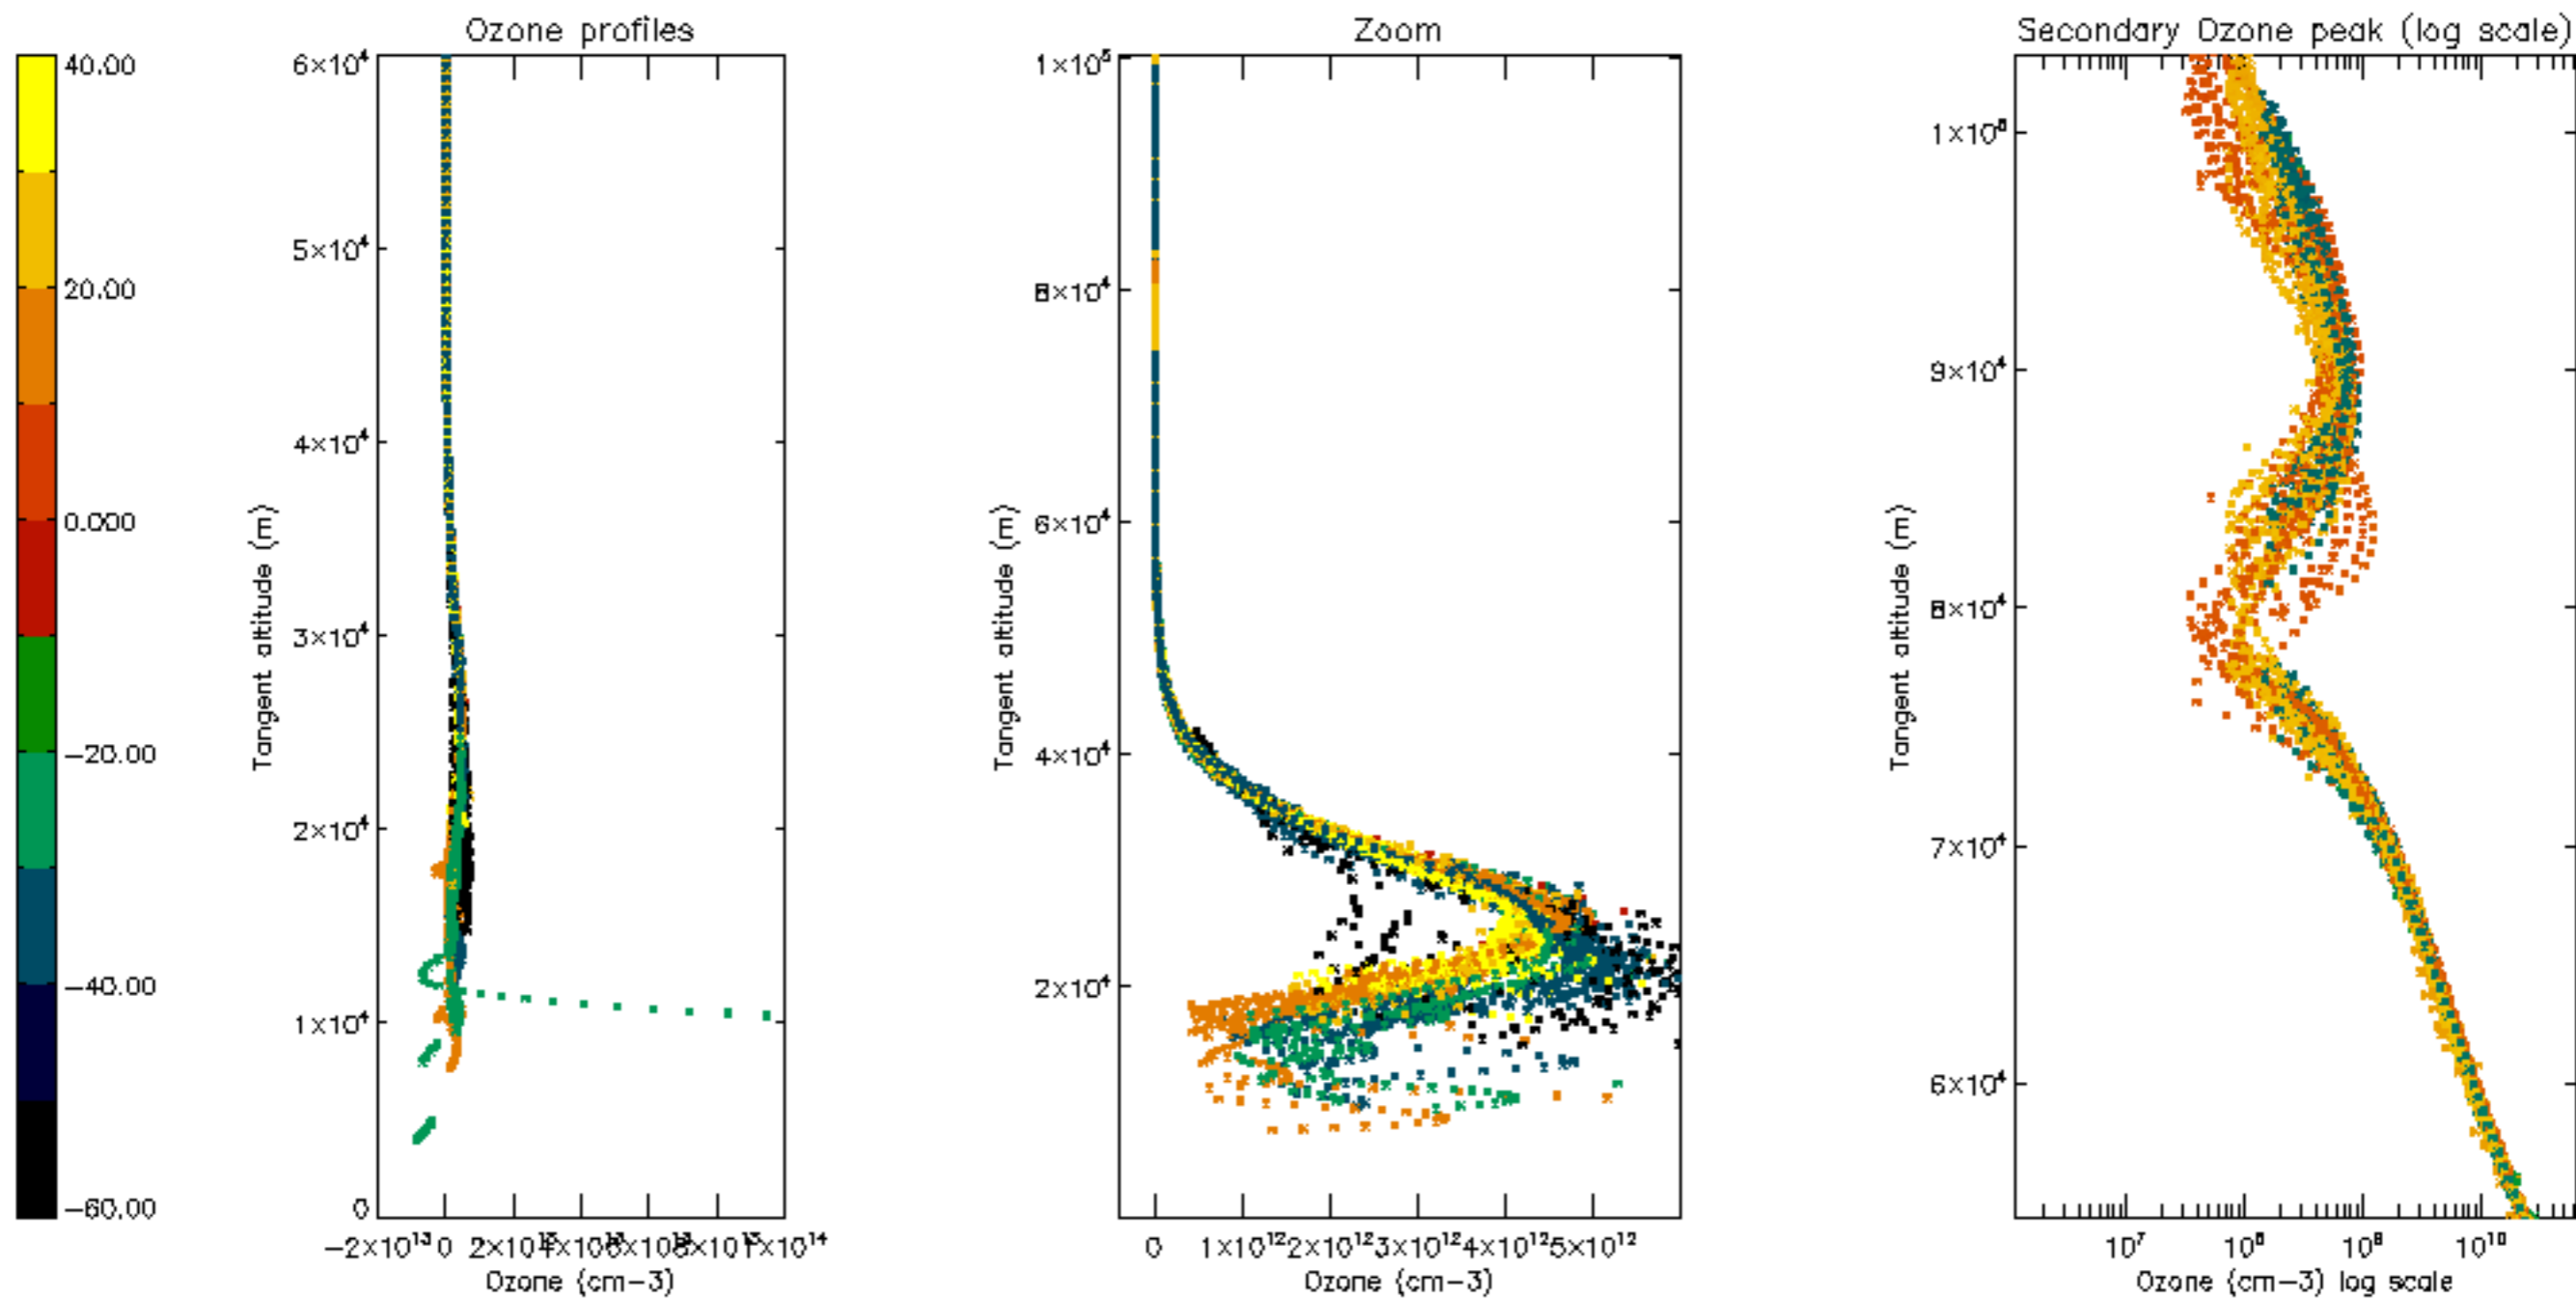 Ozone profiles
Zoom
Secondary Ozone peak (log scale)
40.00
20.00
0.000
−20.00
−40.00
−60.00
6×10⁴
5×10⁴
4×10⁴
3×10⁴
2×10⁴
1×10⁴
0
Tangent altitude (m)
−2×10¹³ 0
1×10¹⁴
Ozone (cm−3)
1×10⁵
8×10⁴
6×10⁴
4×10⁴
2×10⁴
Tangent altitude (m)
0 1×10¹² 2×10¹² 3×10¹² 4×10¹² 5×10¹²
Ozone (cm−3)
9×10⁴
8×10⁴
7×10⁴
6×10⁴
Tangent altitude (m)
10⁷ 10⁸ 10⁹ 10¹⁰
Ozone (cm−3) log scale